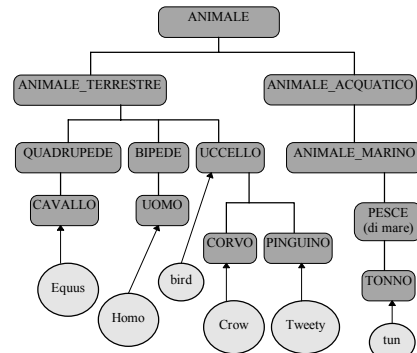 ANIMALE
ANIMALE_TERRESTRE
ANIMALE_ACQUATICO
QUADRUPEDE
BIPEDE
UCCELLO
ANIMALE_MARINO
CAVALLO
UOMO
PESCE
(di mare)
CORVO
PINGUINO
TONNO
Equus
Homo
bird
Crow
Tweety
tun